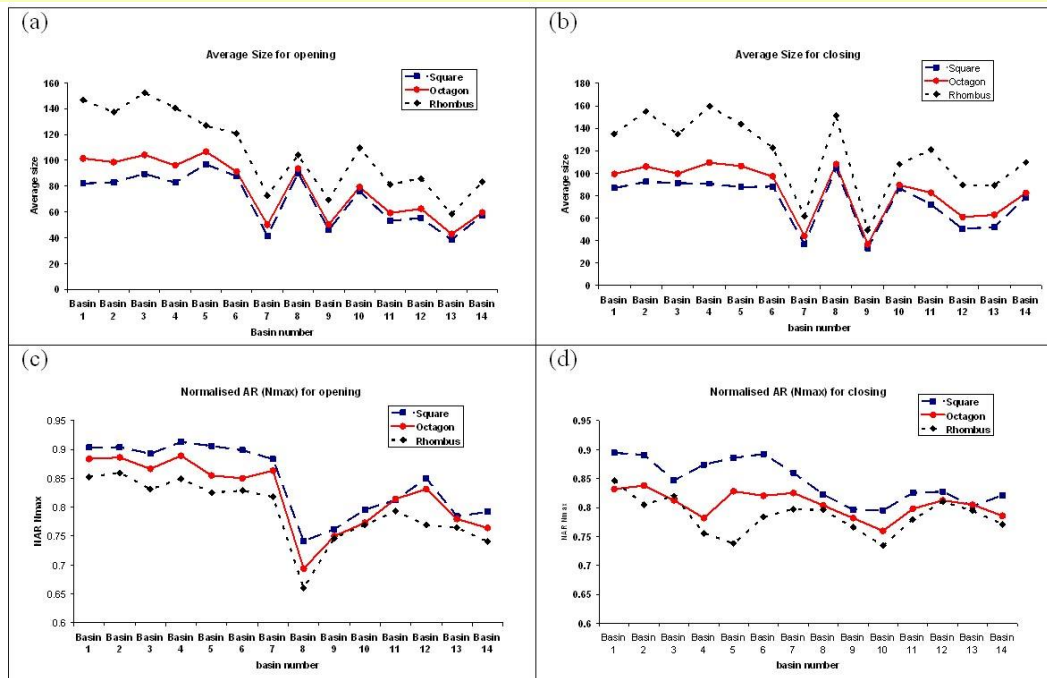 (a)
Average Size for opening
·Square
Octagon
Rhombus
Average size
160
140
120
100
80
60
40
20
0
Basin Basin Basin Basin Basin Basin Basin Basin Basin Basin Basin Basin Basin Basin
1 2 3 4 5 6 7 8 9 10 11 12 13 14
Basin number
(b)
Average Size for closing
·Square
Octagon
Rhombus
Average size
180
160
140
120
100
80
60
40
20
0
Basin Basin Basin Basin Basin Basin Basin Basin Basin Basin Basin Basin Basin Basin
1 2 3 4 5 6 7 8 9 10 11 12 13 14
basin number
(c)
Normalised AR (Nmax) for opening
·Square
Octagon
Rhombus
NAR Nmax
0.95
0.9
0.85
0.8
0.75
0.7
0.65
0.6
Basin Basin Basin Basin Basin Basin Basin Basin Basin Basin Basin Basin Basin Basin
1 2 3 4 5 6 7 8 9 10 11 12 13 14
basin number
(d)
Normalised AR (Nmax) for closing
·Square
Octagon
Rhombus
NAR Nmax
0.95
0.9
0.85
0.8
0.75
0.7
0.65
0.6
Basin Basin Basin Basin Basin Basin Basin Basin Basin Basin Basin Basin Basin Basin
1 2 3 4 5 6 7 8 9 10 11 12 13 14
basin number